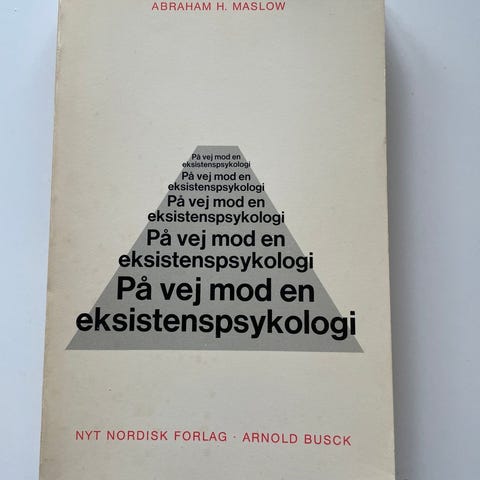 ABRAHAM H. MASLOW
På vej mod en
eksistenspsykologi
På vej mod en
eksistenspsykologi
På vej mod en
eksistenspsykologi
På vej mod en
eksistenspsykologi
På vej mod en
eksistenspsykologi
NYT NORDISK FORLAG · ARNOLD BUSCK